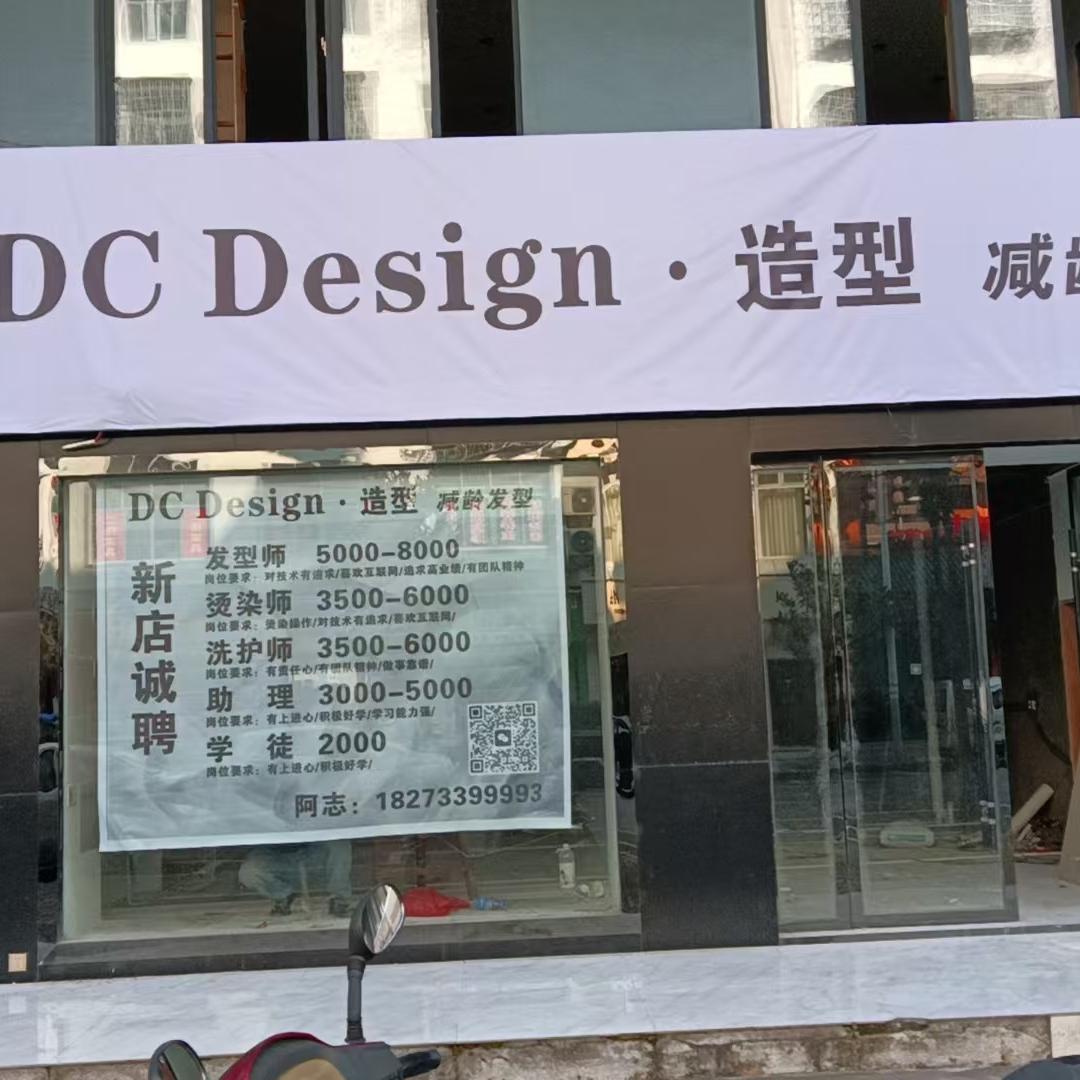 DC Design · 造型 减龄
DC Design · 造型 减龄发型
新店诚聘
发型师 5000-8000
岗位要求：对技术有追求/喜欢互联网/追求高业绩/有团队精神
烫染师 3500-6000
岗位要求：烫染操作/对技术有追求/喜欢互联网/
洗护师 3500-6000
岗位要求：有责任心/有团队精神/做事靠谱/
助 理 3000-5000
岗位要求：有上进心/积极好学/学习能力强/
学 徒 2000
岗位要求：有上进心/积极好学/
阿志：18273399993